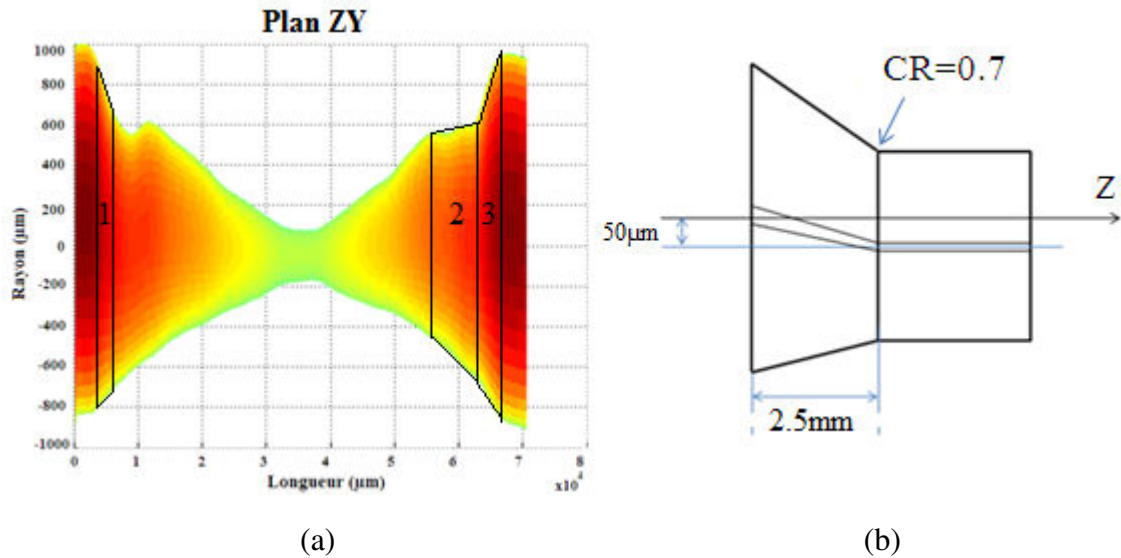 Plan ZY
1000
800
600
400
200
0
-200
-400
-600
-800
-1000
Rayon (µm)
1
2
3
0
1
2
3
4
5
6
7
8
x10⁴
Longueur (µm)
(a)
CR=0.7
Z
50µm
2.5mm
(b)